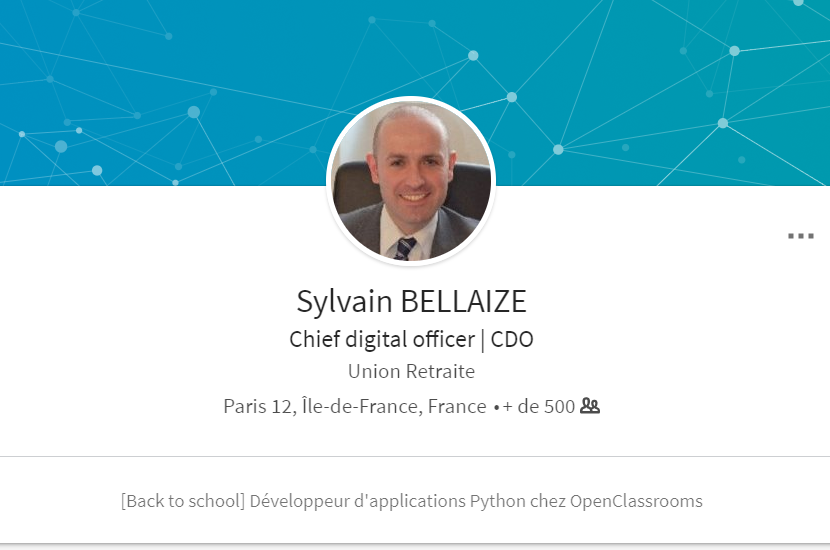 Sylvain BELLAIZE
Chief digital officer | CDO
Union Retraite
Paris 12, Île-de-France, France • + de 500
[Back to school] Développeur d'applications Python chez OpenClassrooms